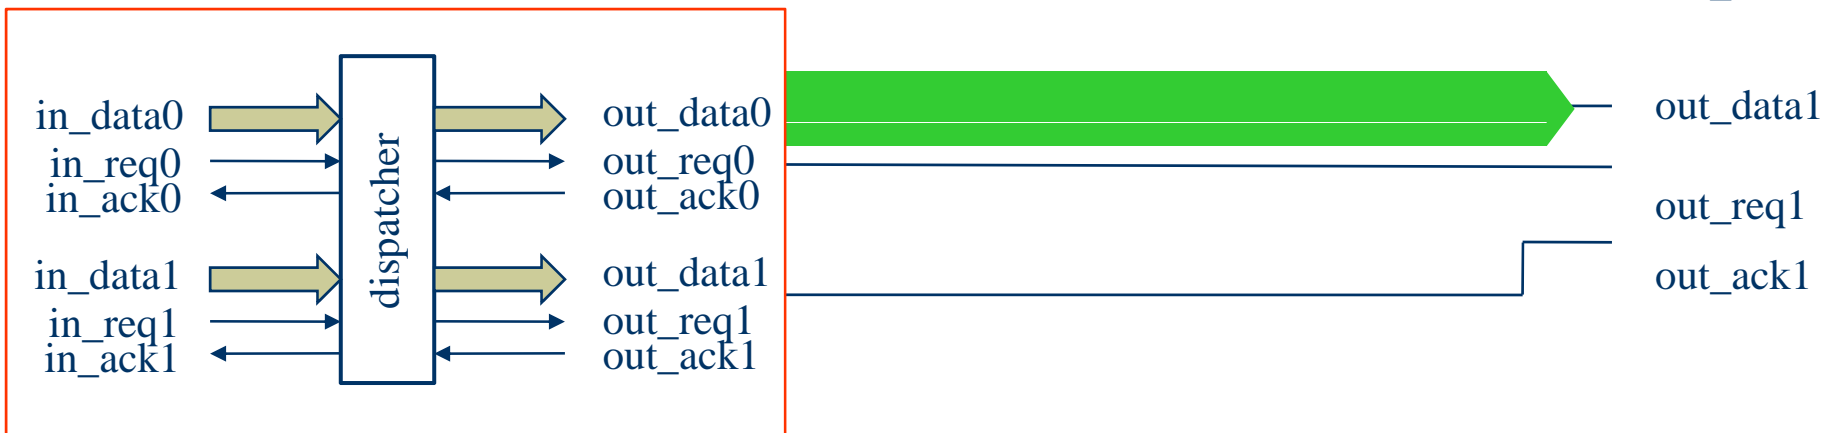 in_data0
in_req0
in_ack0
in_data1
in_req1
in_ack1
dispatcher
out_data0
out_req0
out_ack0
out_data1
out_req1
out_ack1
out_data1
out_req1
out_ack1